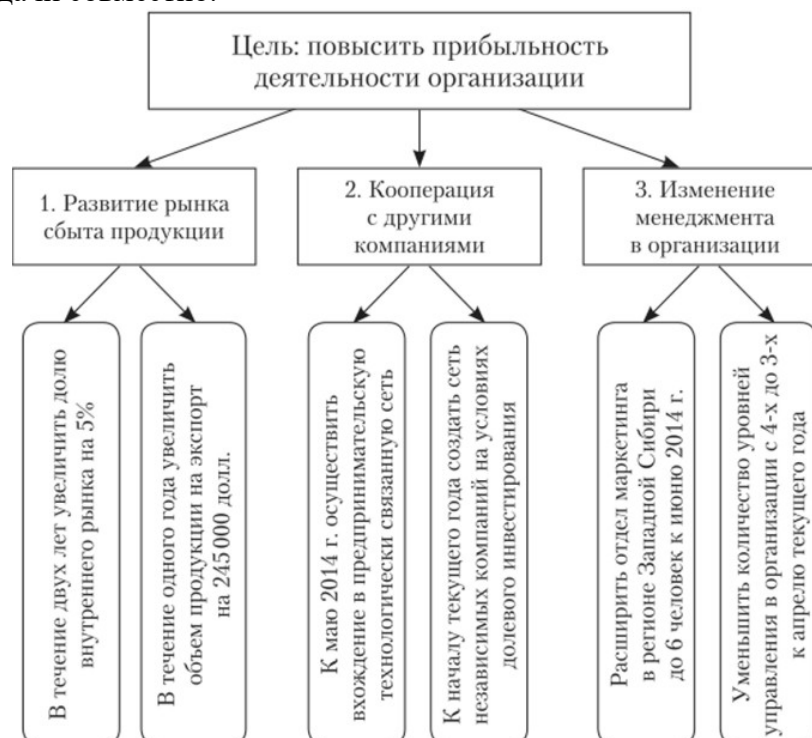 Цель: повысить прибыльность
деятельности организации
1. Развитие рынка
сбыта продукции
2. Кооперация
с другими
компаниями
3. Изменение
менеджмента
в организации
В течение двух лет увеличить долю
внутреннего рынка на 5%
В течение одного года увеличить
объем продукции на экспорт
на 245 000 долл.
К маю 2014 г. осуществить
вхождение в предпринимательскую
технологически связанную сеть
К началу текущего года создать сеть
независимых компаний на условиях
долевого инвестирования
Расширить отдел маркетинга
в регионе Западной Сибири
до 6 человек к июню 2014 г.
Уменьшить количество уровней
управления в организации с 4-х до 3-х
к апрелю текущего года